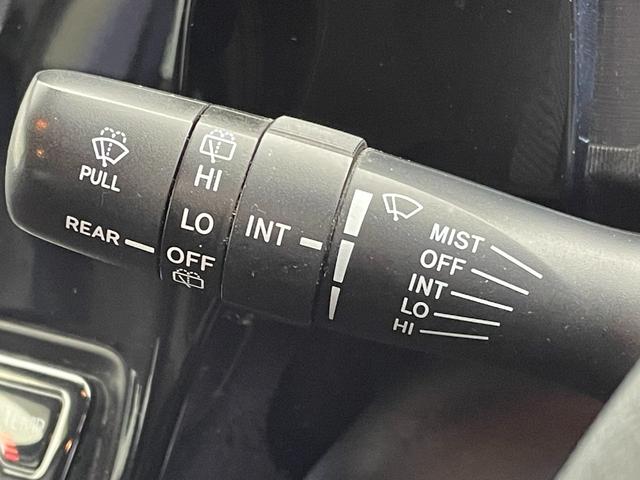 PULL
REAR
HI
LO
OFF
INT
MIST
OFF
INT
LO
HI